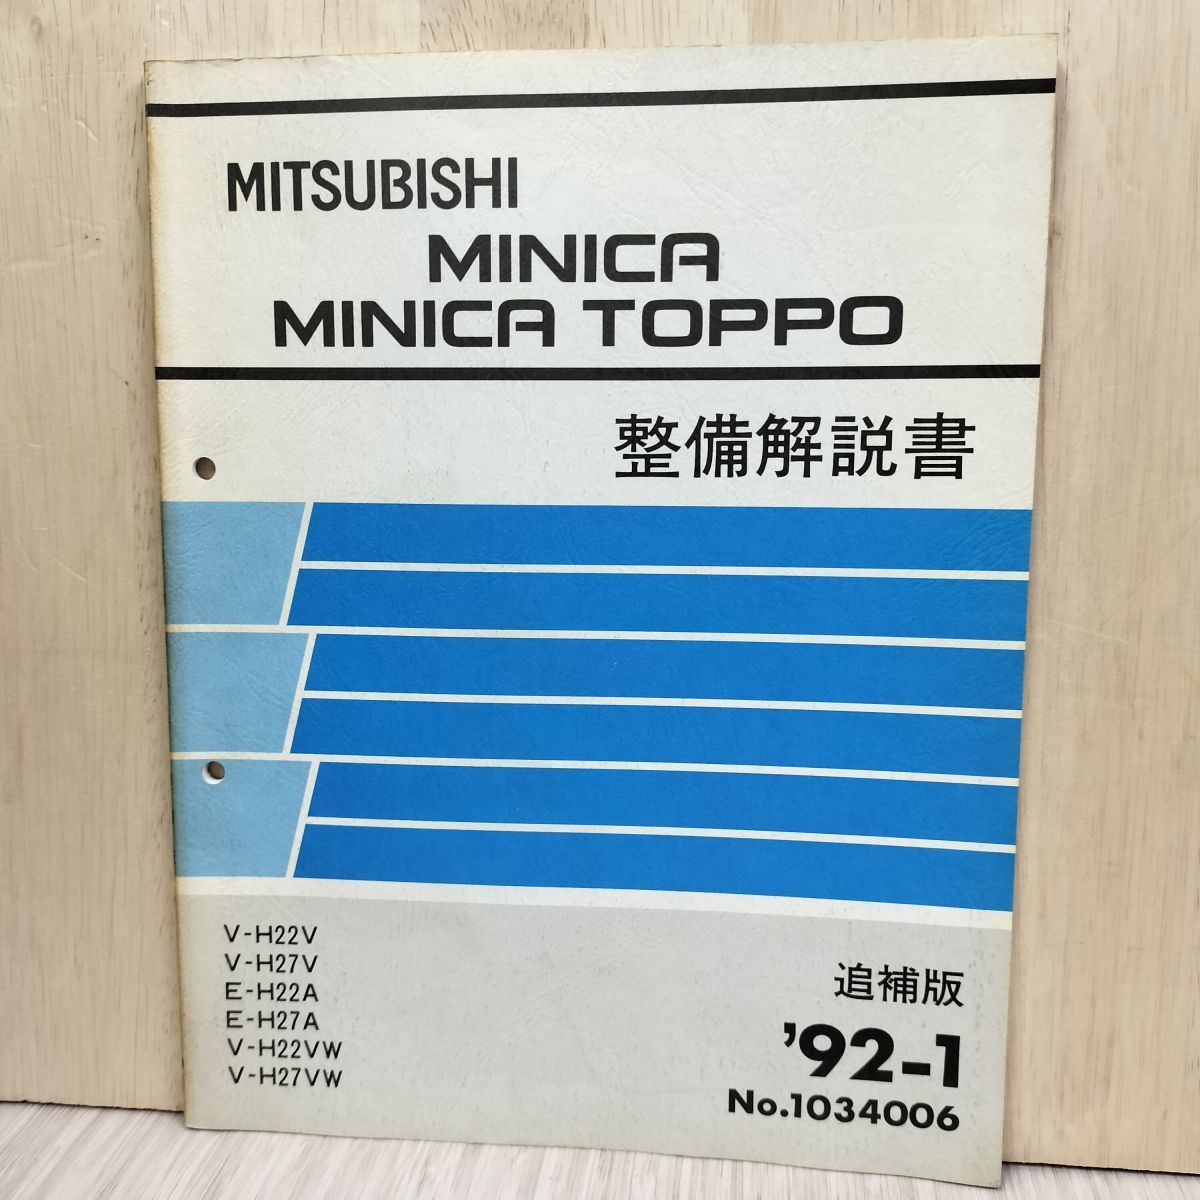 MITSUBISHI
MINICA
MINICA TOPPO
整備解説書
V-H22V
V-H27V
E-H22A
E-H27A
V-H22VW
V-H27VW
追補版
'92-1
No.1034006